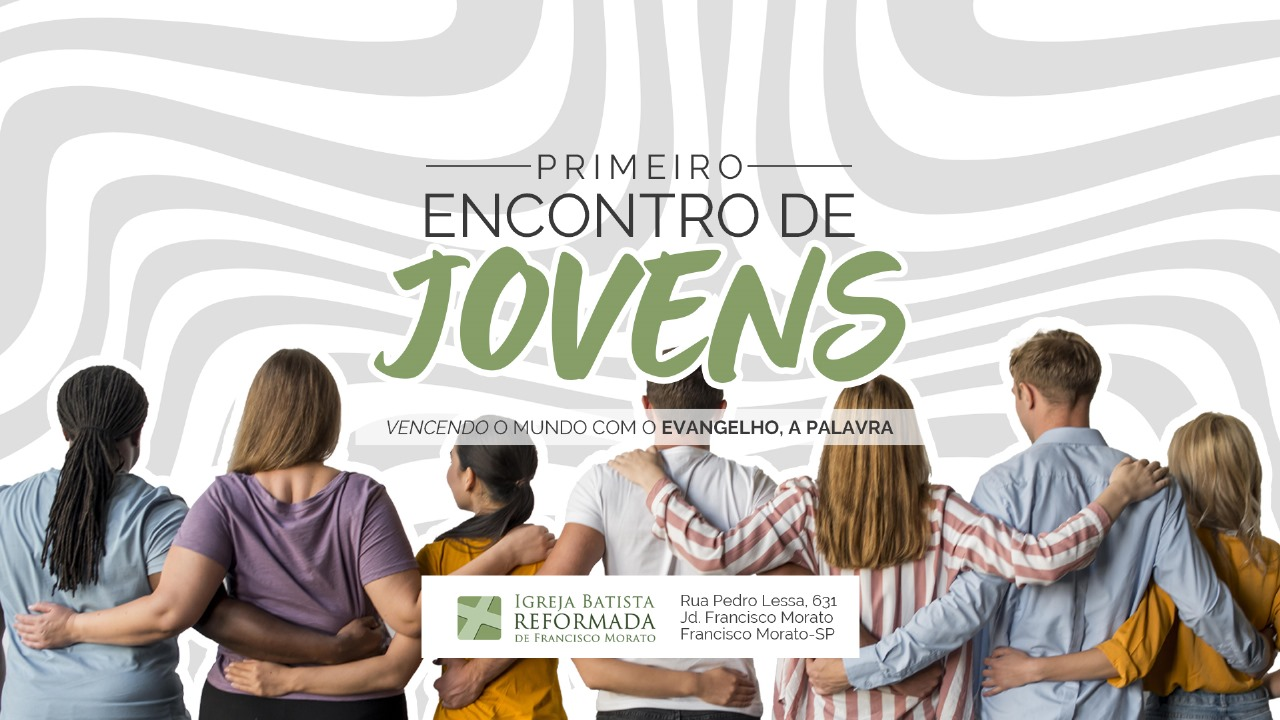 PRIMEIRO
ENCONTRO DE
JOVENS
VENCENDO O MUNDO COM O EVANGELHO, A PALAVRA
IGREJA BATISTA
REFORMADA
DE FRANCISCO MORATO
Rua Pedro Lessa, 631
Jd. Francisco Morato
Francisco Morato-SP